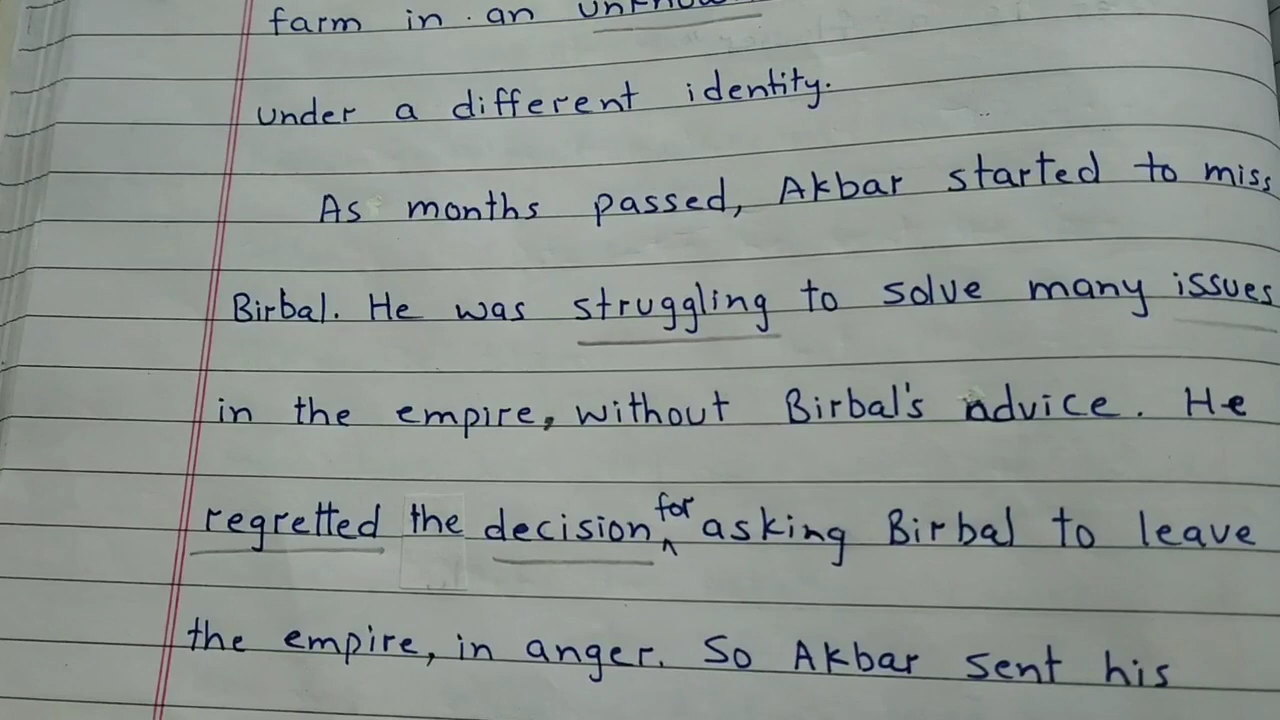 farm in an
under a different identity.
As months passed, Akbar started to miss
Birbal. He was struggling to solve many issues
in the empire, without Birbal's advice. He
regretted the decision for asking Birbal to leave
the empire, in anger. So Akbar sent his